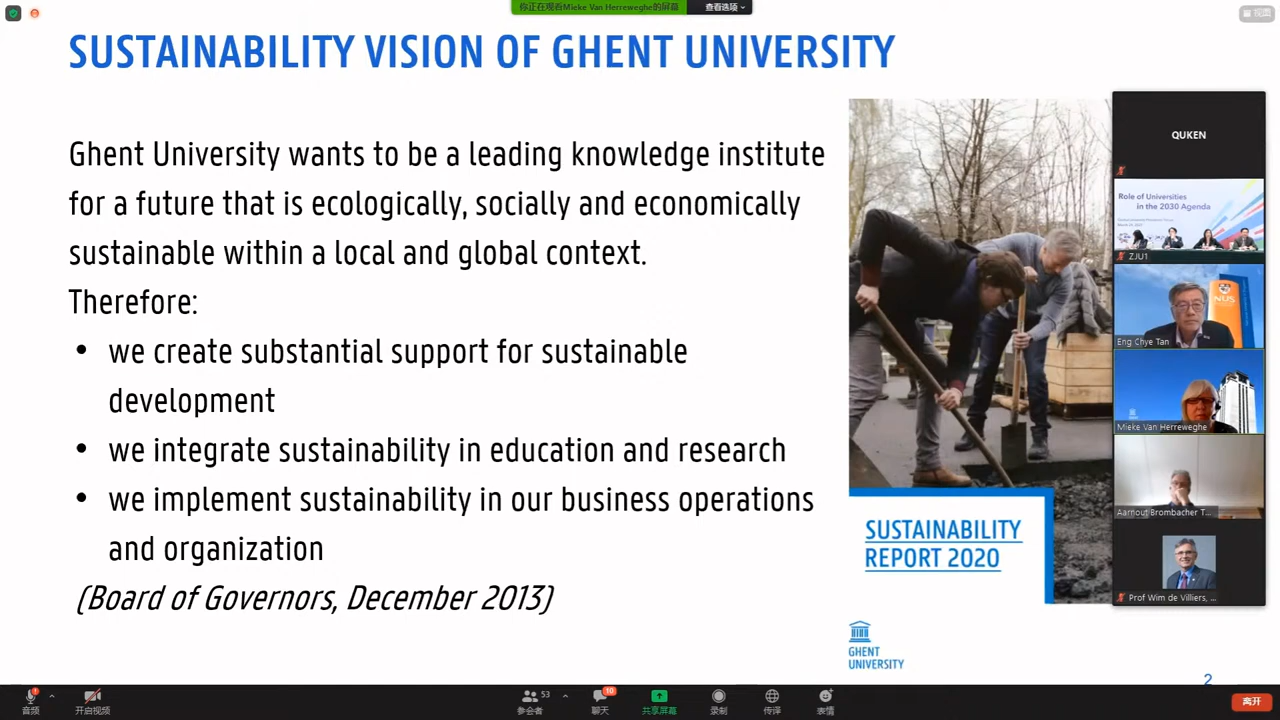 你正在观看Mieke Van Herreweghe的屏幕
查看选项
视图
SUSTAINABILITY VISION OF GHENT UNIVERSITY
Ghent University wants to be a leading knowledge institute
for a future that is ecologically, socially and economically
sustainable within a local and global context.
Therefore:
• we create substantial support for sustainable
development
• we integrate sustainability in education and research
• we implement sustainability in our business operations
and organization
(Board of Governors, December 2013)
SUSTAINABILITY
REPORT 2020
GHENT
UNIVERSITY
2
QUKEN
Role of Universities
in the 2030 Agenda
ZJU1
NUS
Eng Chye Tan
Mieke Van Herreweghe
Aarnout Brombacher T...
Prof Wim de Villiers, ...
音频
开启视频
53
参会者
10
聊天
共享屏幕
录制
传译
表情
离开